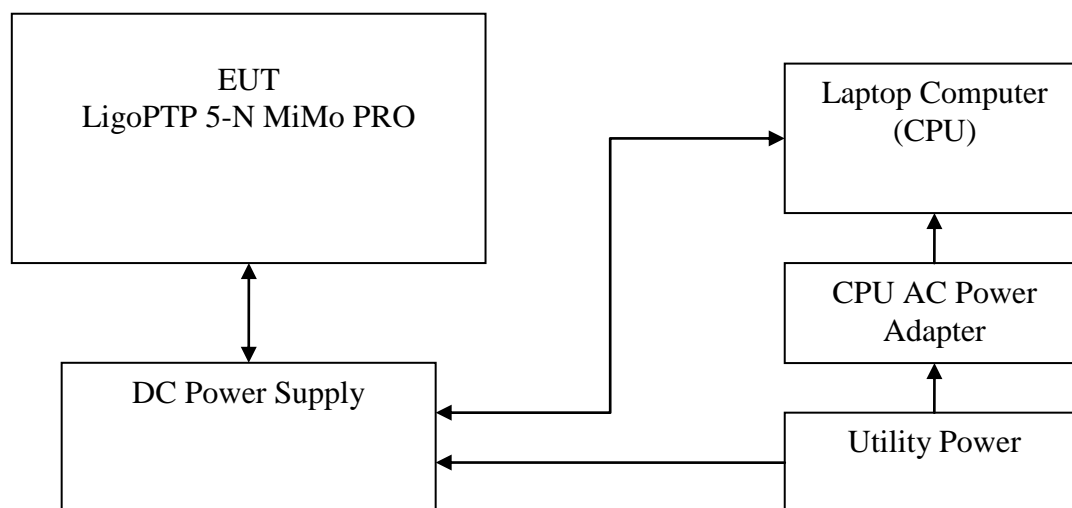 EUT
LigoPTP 5-N MiMo PRO
Laptop Computer
(CPU)
CPU AC Power
Adapter
DC Power Supply
Utility Power